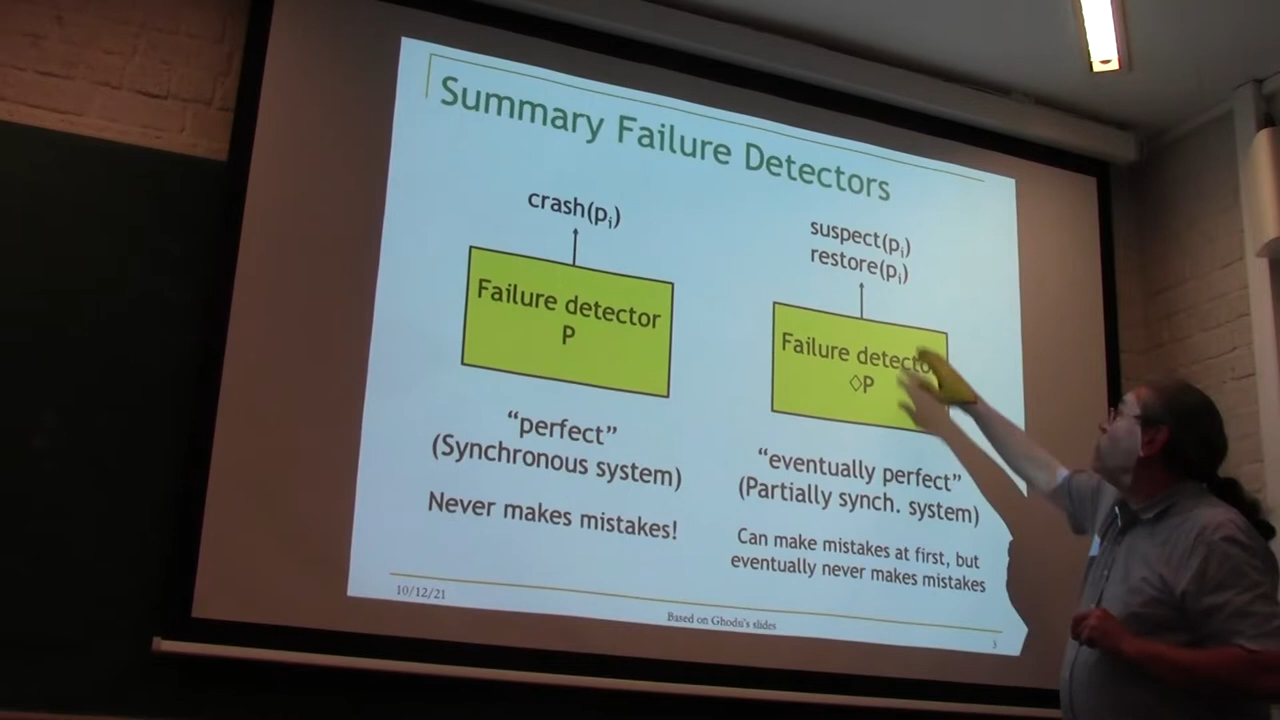 Summary Failure Detectors
crash(pᵢ)
Failure detector
P
“perfect”
(Synchronous system)
Never makes mistakes!
suspect(pᵢ)
restore(pᵢ)
Failure detecto
◇P
“eventually perfect”
(Partially synch. system)
Can make mistakes at first, but
eventually never makes mistakes
10/12/21
Based on Ghodsi's slides
3